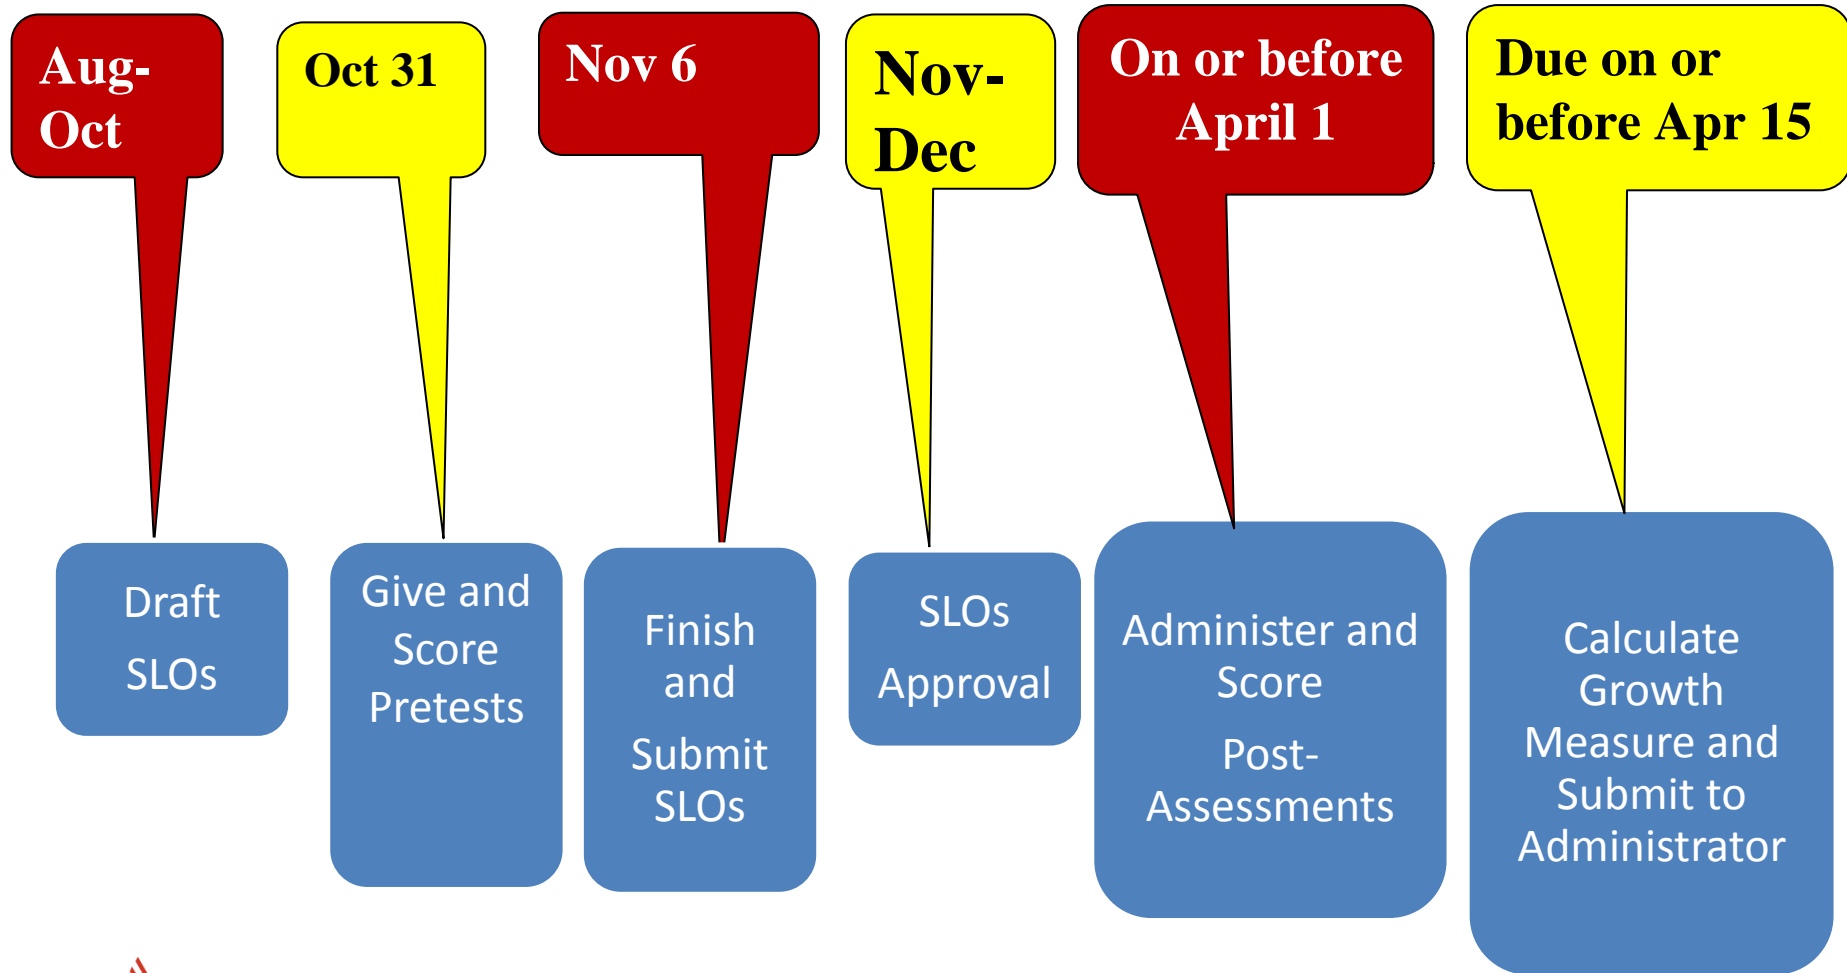 Aug-
Oct
Oct 31
Nov 6
Nov-
Dec
On or before
April 1
Due on or
before Apr 15
Draft
SLOs
Give and
Score
Pretests
Finish
and
Submit
SLOs
SLOs
Approval
Administer and
Score
Post-
Assessments
Calculate
Growth
Measure and
Submit to
Administrator